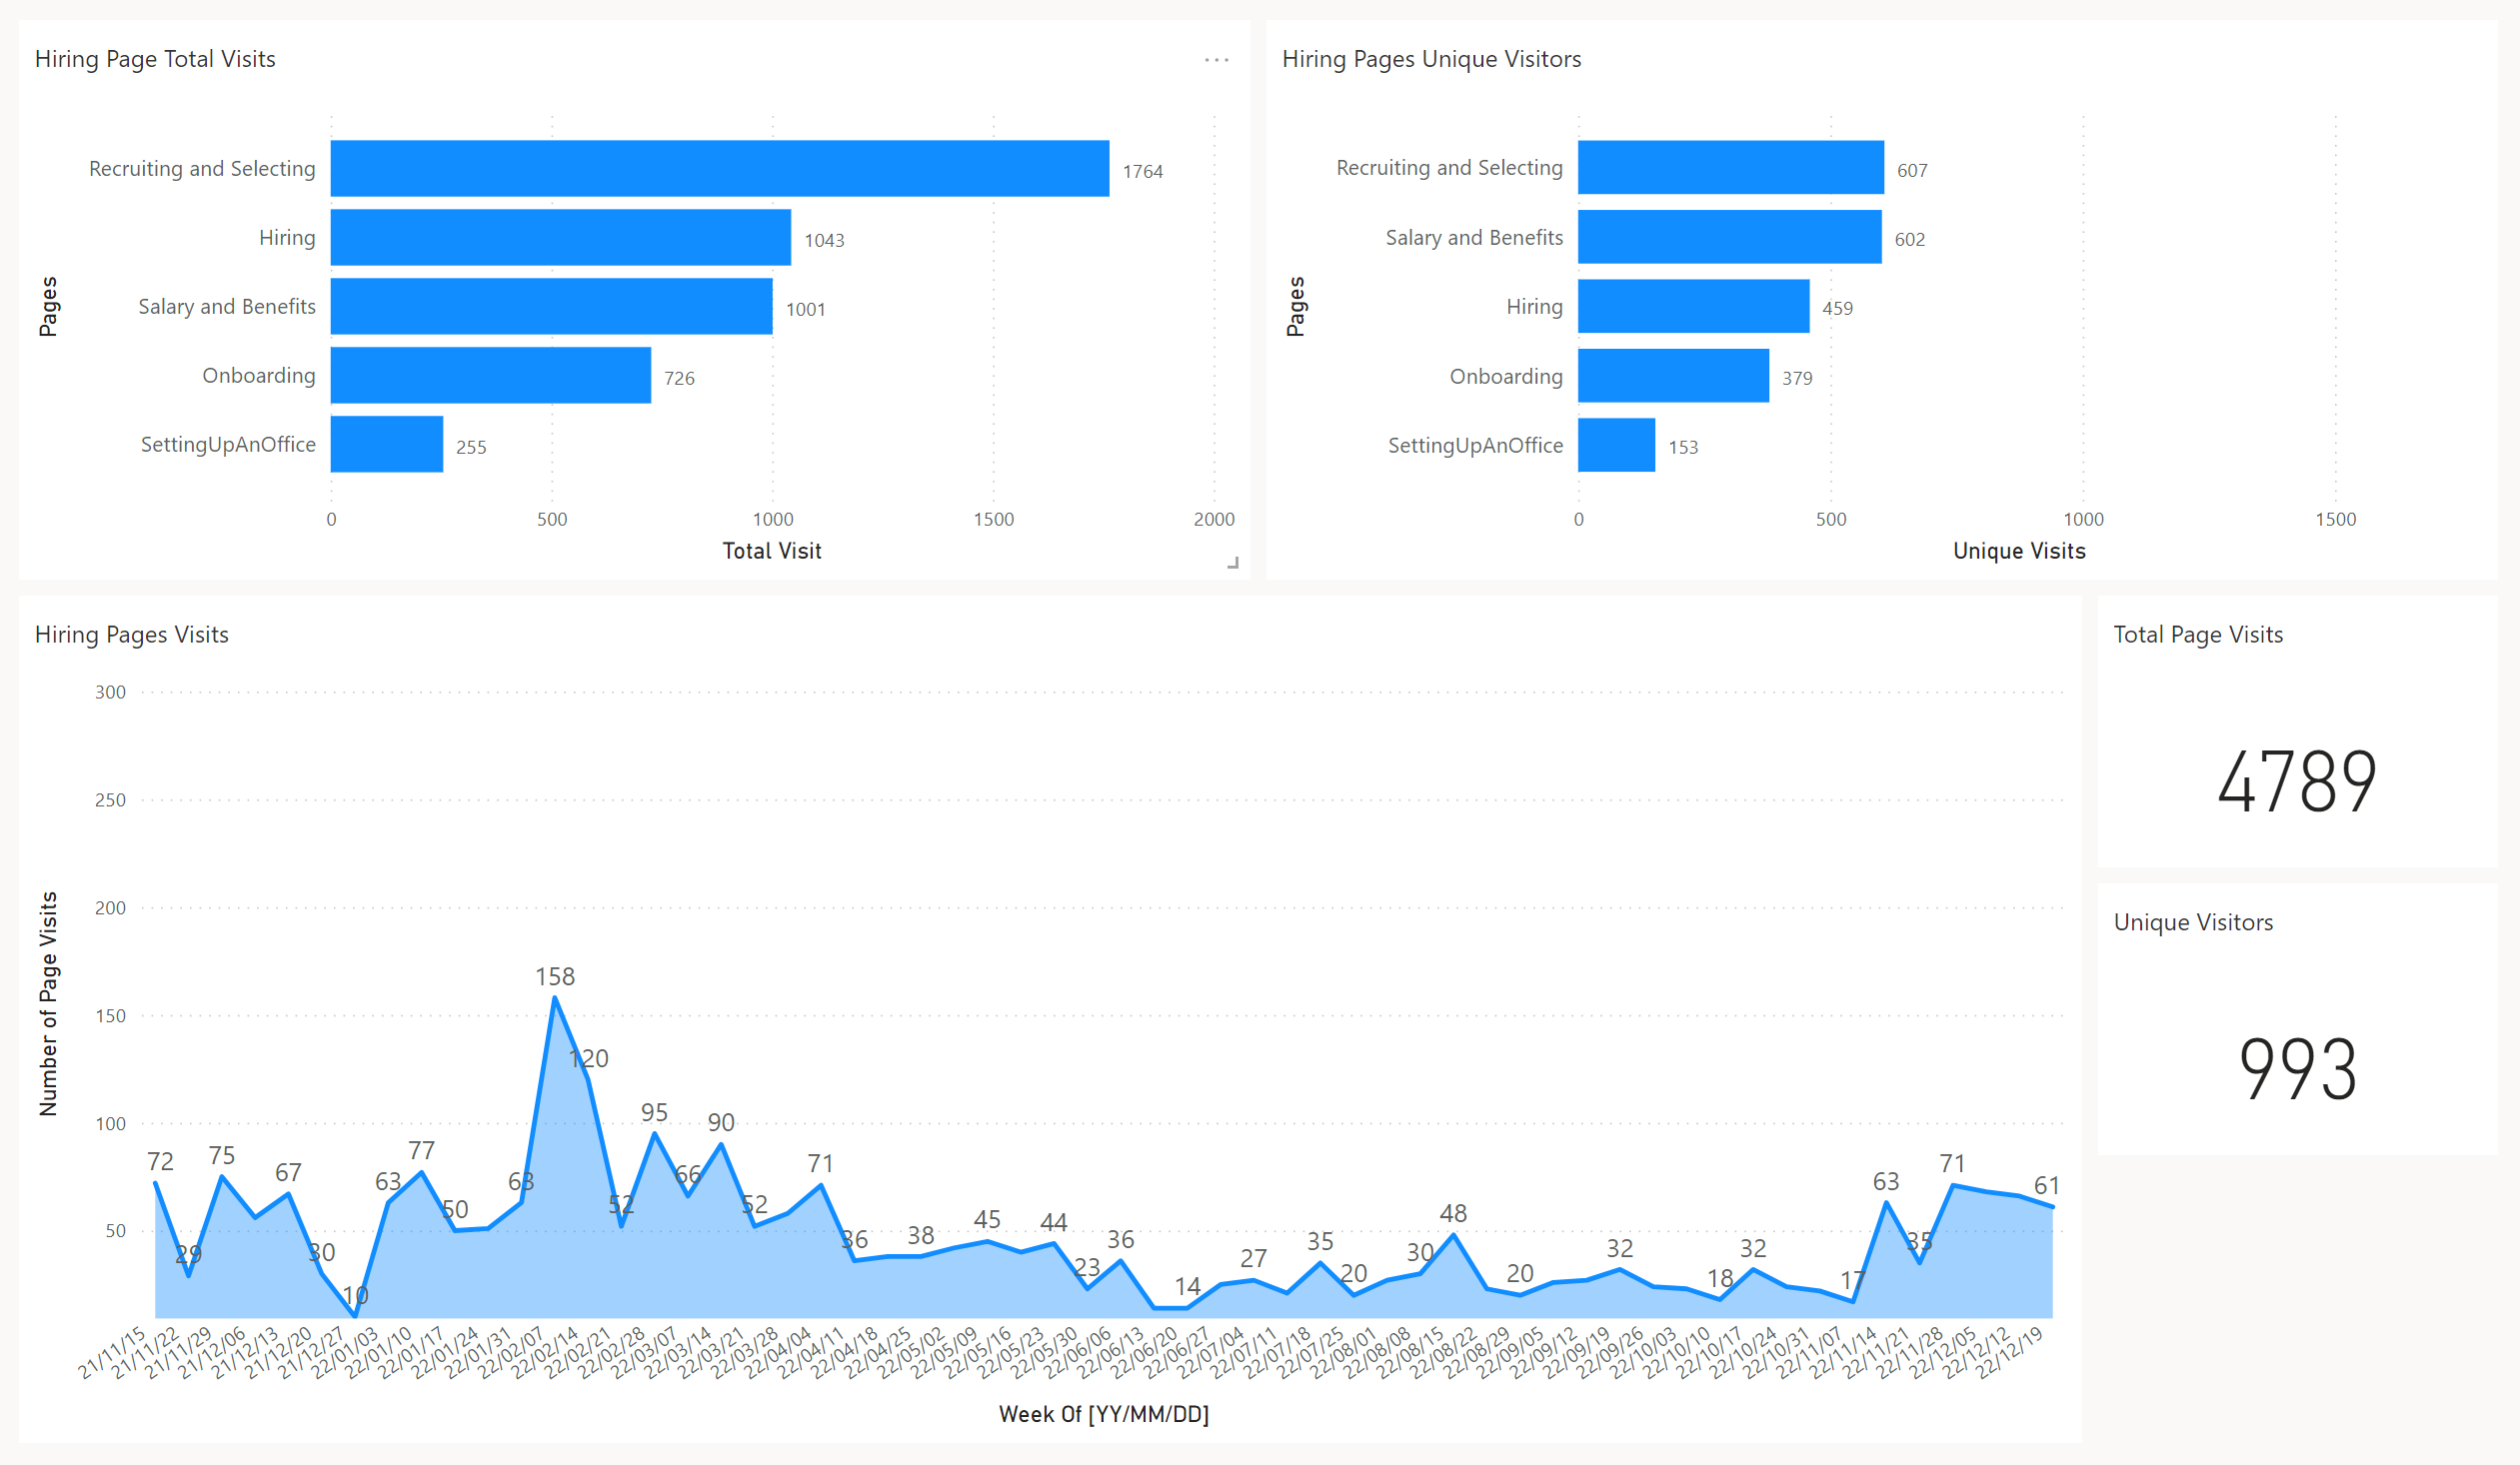 Hiring Page Total Visits
...
Pages
Recruiting and Selecting 1764
Hiring 1043
Salary and Benefits 1001
Onboarding 726
SettingUpAnOffice 255
0 500 1000 1500 2000
Total Visit
Hiring Pages Unique Visitors
Pages
Recruiting and Selecting 607
Salary and Benefits 602
Hiring 459
Onboarding 379
SettingUpAnOffice 153
0 500 1000 1500
Unique Visits
Hiring Pages Visits
Number of Page Visits
300
250
200
150
100
50
72 29 75 67 30 10 63 77 50 63 158 120 52 95 66 90 52 71 36 38 45 44 23 36 14 27 35 20 30 48 20 32 18 32 17 63 35 71 61
21/11/15 21/11/22 21/11/29 21/12/06 21/12/13 21/12/20 21/12/27 22/01/03 22/01/10 22/01/17 22/01/24 22/01/31 22/02/07 22/02/14 22/02/21 22/02/28 22/03/07 22/03/14 22/03/21 22/03/28 22/04/04 22/04/11 22/04/18 22/04/25 22/05/02 22/05/09 22/05/16 22/05/23 22/05/30 22/06/06 22/06/13 22/06/20 22/06/27 22/07/04 22/07/11 22/07/18 22/07/25 22/08/01 22/08/08 22/08/15 22/08/22 22/08/29 22/09/05 22/09/12 22/09/19 22/09/26 22/10/03 22/10/10 22/10/17 22/10/24 22/10/31 22/11/07 22/11/14 22/11/21 22/11/28 22/12/05 22/12/12 22/12/19
Week Of [YY/MM/DD]
Total Page Visits
4789
Unique Visitors
993